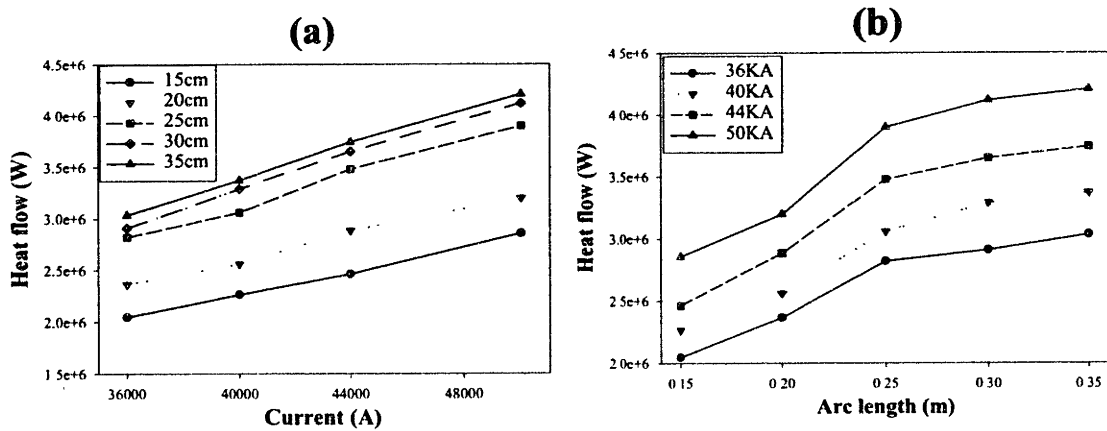 (a)
Heat flow (W)
4.5e+6
4.0e+6
3.5e+6
3.0e+6
2.5e+6
2.0e+6
1 5e+6
15cm
20cm
25cm
30cm
35cm
36000
40000
44000
48000
Current (A)
(b)
Heat flow (W)
4.5e+6
4.0e+6
3.5e+6
3.0e+6
2.5e+6
2 0e+6
36KA
40KA
44KA
50KA
0 15
0 20
0 25
0 30
0 35
Arc length (m)